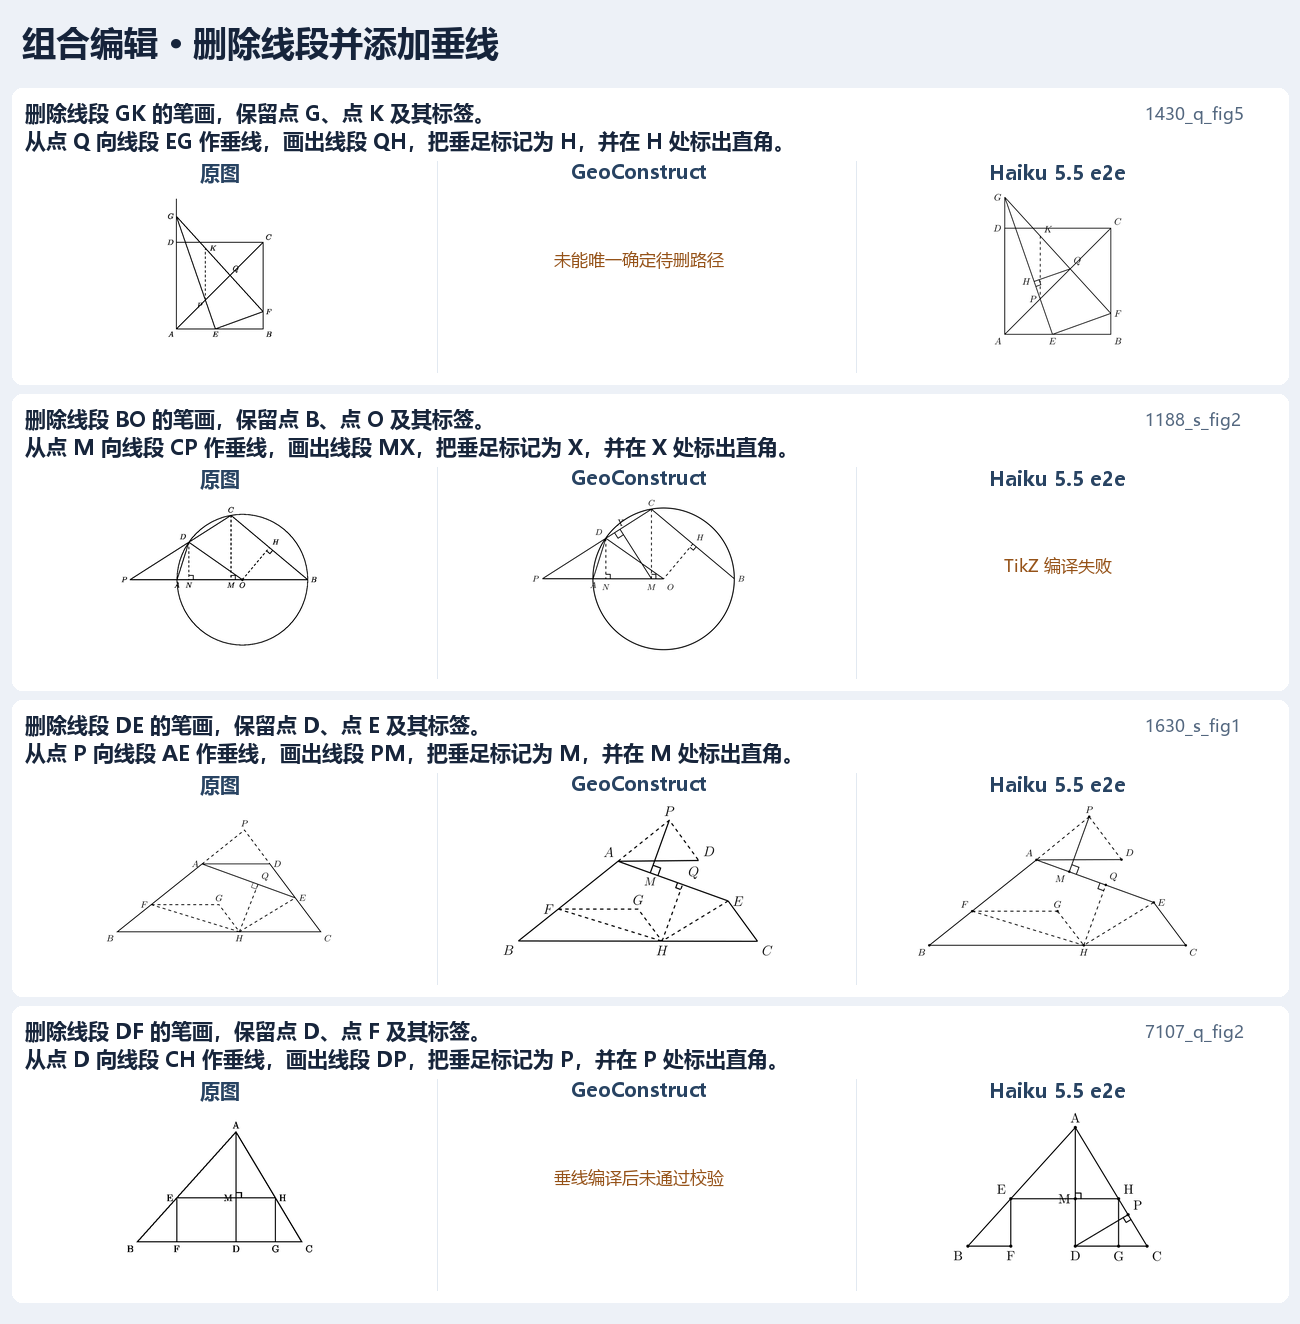 组合编辑 · 删除线段并添加垂线
删除线段 GK 的笔画，保留点 G、点 K 及其标签。
1430_q_fig5
从点 Q 向线段 EG 作垂线，画出线段 QH，把垂足标记为 H，并在 H 处标出直角。
原图
GeoConstruct
Haiku 5.5 e2e
G
D
C
K
Q
P
F
A
E
B
未能唯一确定待删路径
G
D
C
K
Q
H
P
F
A
E
B
删除线段 BO 的笔画，保留点 B、点 O 及其标签。
1188_s_fig2
从点 M 向线段 CP 作垂线，画出线段 MX，把垂足标记为 X，并在 X 处标出直角。
原图
GeoConstruct
Haiku 5.5 e2e
C
D
H
P
A
N
M
O
B
C
X
D
H
P
A
N
M
O
B
TikZ 编译失败
删除线段 DE 的笔画，保留点 D、点 E 及其标签。
1630_s_fig1
从点 P 向线段 AE 作垂线，画出线段 PM，把垂足标记为 M，并在 M 处标出直角。
原图
GeoConstruct
Haiku 5.5 e2e
P
A
D
Q
G
E
F
B
H
C
P
A
D
Q
M
G
E
F
B
H
C
P
A
D
M
Q
F
G
E
B
H
C
删除线段 DF 的笔画，保留点 D、点 F 及其标签。
7107_q_fig2
从点 D 向线段 CH 作垂线，画出线段 DP，把垂足标记为 P，并在 P 处标出直角。
原图
GeoConstruct
Haiku 5.5 e2e
A
E
M
H
B
F
D
G
C
垂线编译后未通过校验
A
E
M
H
P
B
F
D
G
C